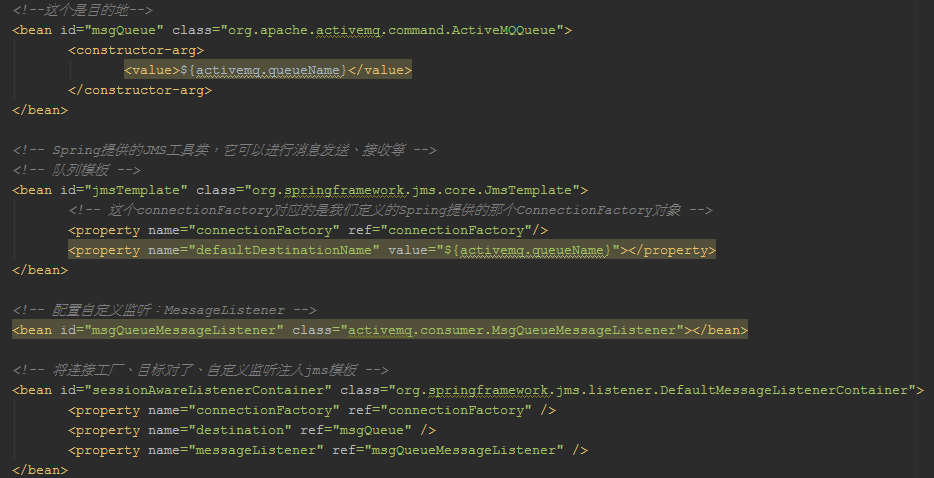 <!--这个是目的地-->
<bean id="msgQueue" class="org.apache.activemq.command.ActiveMQQueue">
<constructor-arg>
<value>${activemq.queueName}</value>
</constructor-arg>
</bean>
<!-- Spring提供的JMS工具类，它可以进行消息发送、接收等 -->
<!-- 队列模板 -->
<bean id="jmsTemplate" class="org.springframework.jms.core.JmsTemplate">
<!-- 这个connectionFactory对应的是我们定义的Spring提供的那个ConnectionFactory对象 -->
<property name="connectionFactory" ref="connectionFactory"/>
<property name="defaultDestinationName" value="${activemq.queueName}"></property>
</bean>
<!-- 配置自定义监听：MessageListener -->
<bean id="msgQueueMessageListener" class="activemq.consumer.MsgQueueMessageListener"></bean>
<!-- 将连接工厂、目标对了、自定义监听注入jms模板 -->
<bean id="sessionAwareListenerContainer" class="org.springframework.jms.listener.DefaultMessageListenerContainer">
<property name="connectionFactory" ref="connectionFactory" />
<property name="destination" ref="msgQueue" />
<property name="messageListener" ref="msgQueueMessageListener" />
</bean>